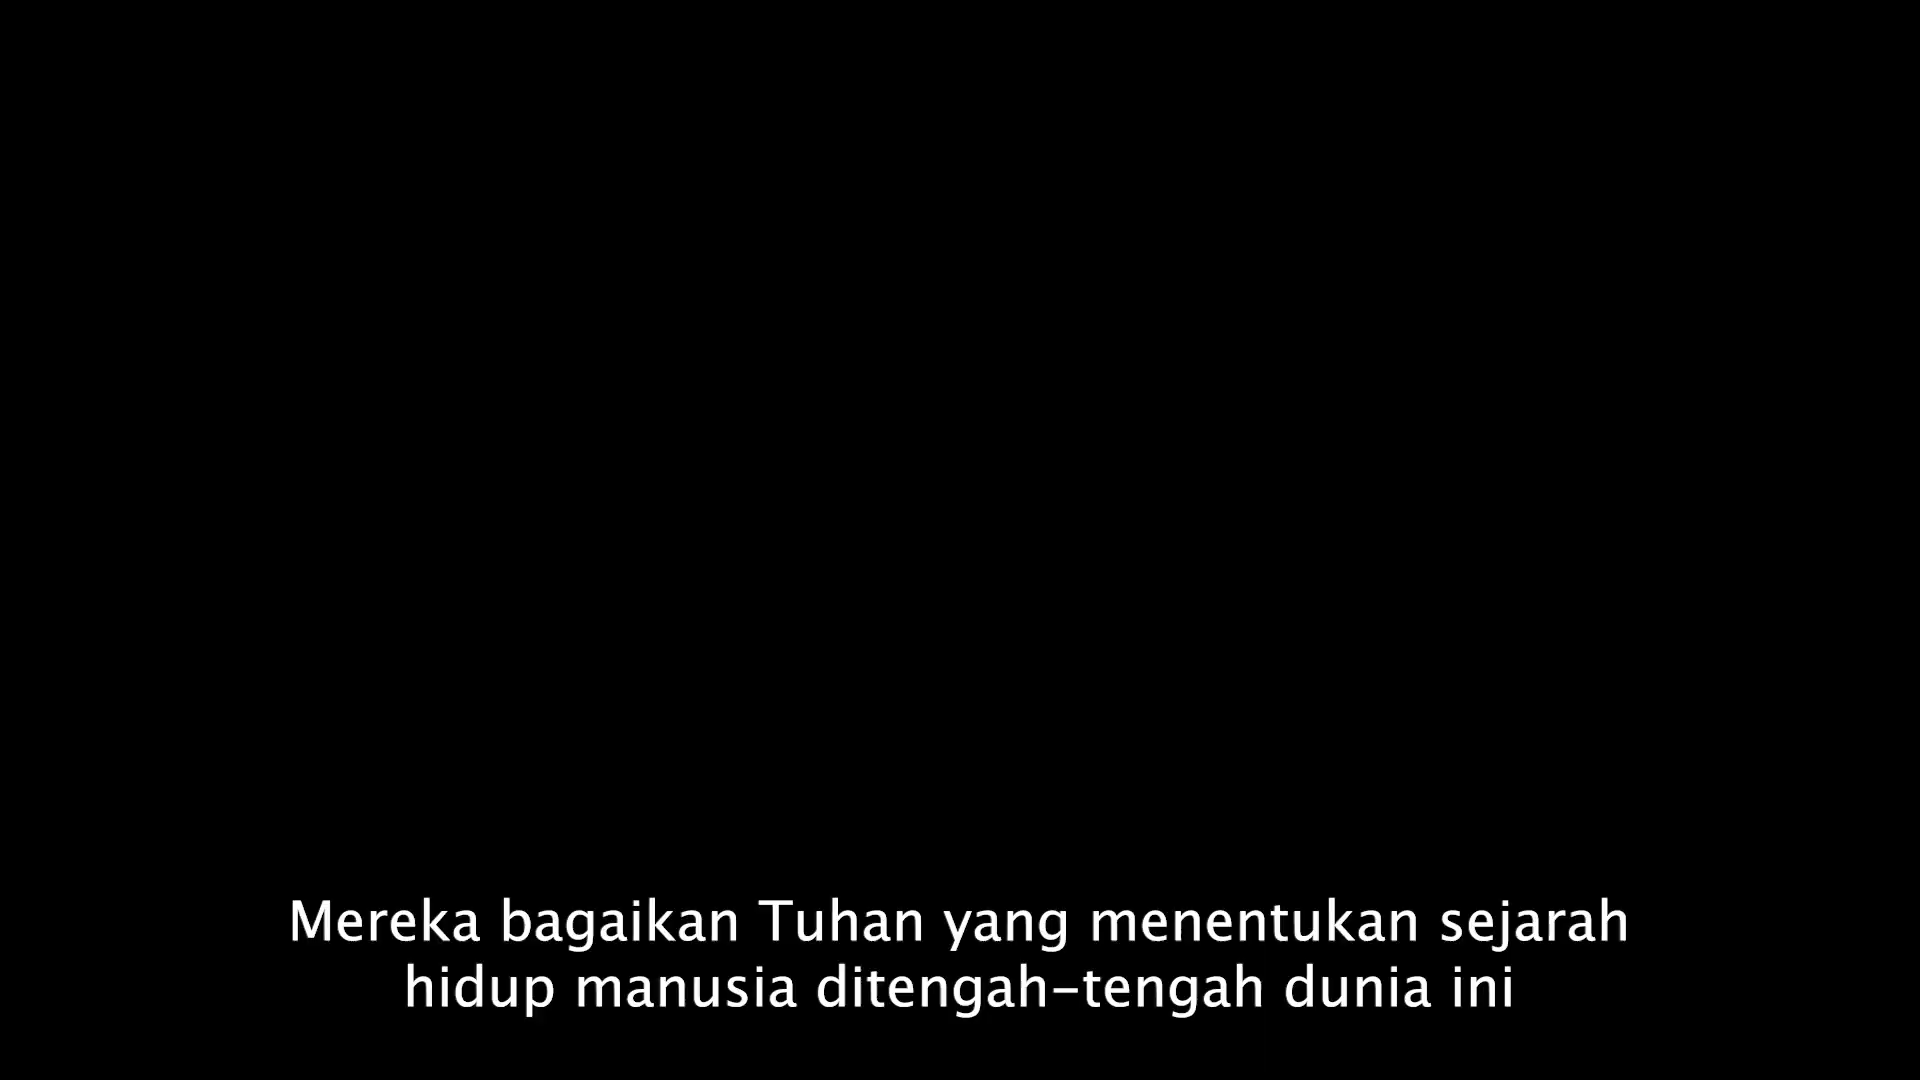 Mereka bagaikan Tuhan yang menentukan sejarah
hidup manusia ditengah-tengah dunia ini